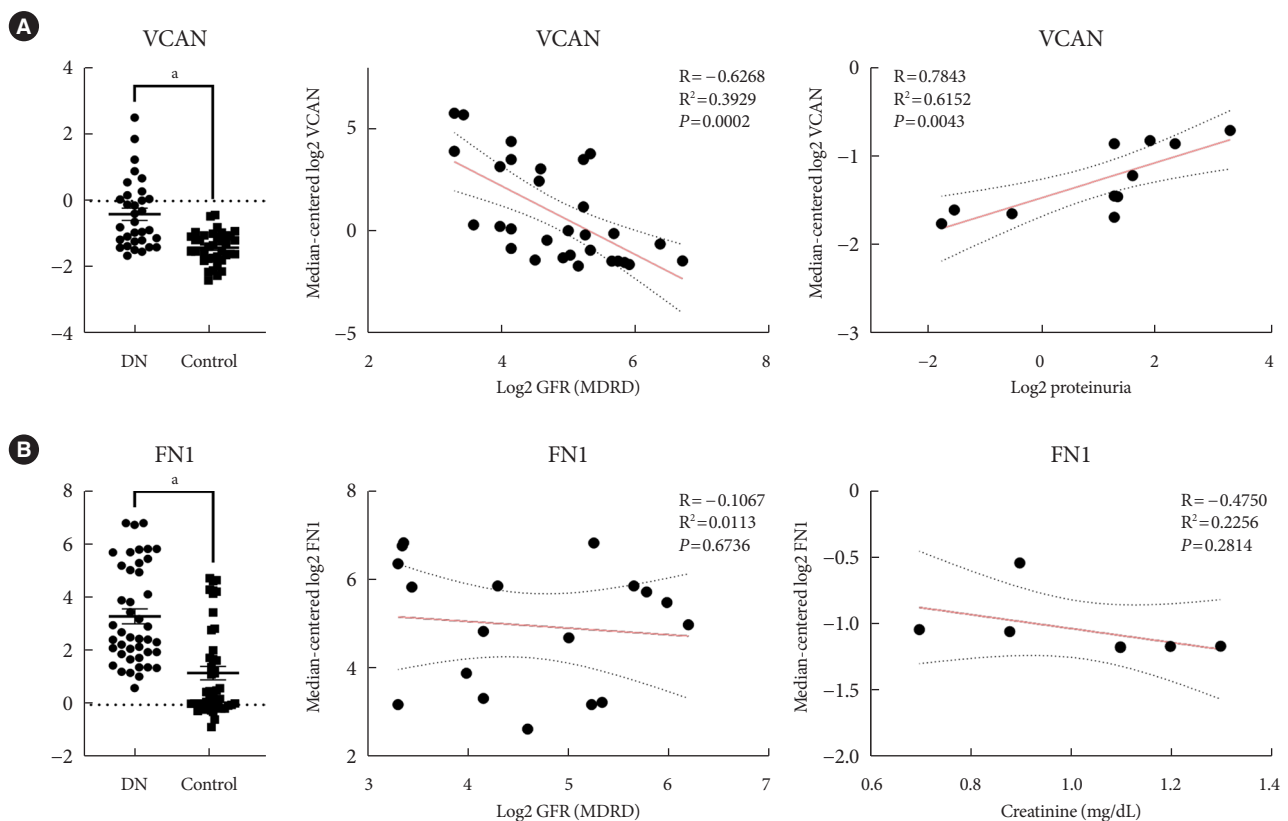 A
VCAN
4
2
0
−2
−4
a
DN Control
VCAN
Median-centered log2 VCAN
5
0
−5
2 4 6 8
Log2 GFR (MDRD)
R=−0.6268
R²=0.3929
P=0.0002
VCAN
Median-centered log2 VCAN
0
−1
−2
−3
−2 0 2 4
Log2 proteinuria
R=0.7843
R²=0.6152
P=0.0043
B
FN1
8
6
4
2
0
−2
a
DN Control
FN1
Median-centered log2 FN1
8
6
4
2
3 4 5 6 7
Log2 GFR (MDRD)
R=−0.1067
R²=0.0113
P=0.6736
FN1
Median-centered log2 FN1
−0
−0.5
−1.0
−1.5
−2.0
0.6 0.8 1.0 1.2 1.4
Creatinine (mg/dL)
R=−0.4750
R²=0.2256
P=0.2814